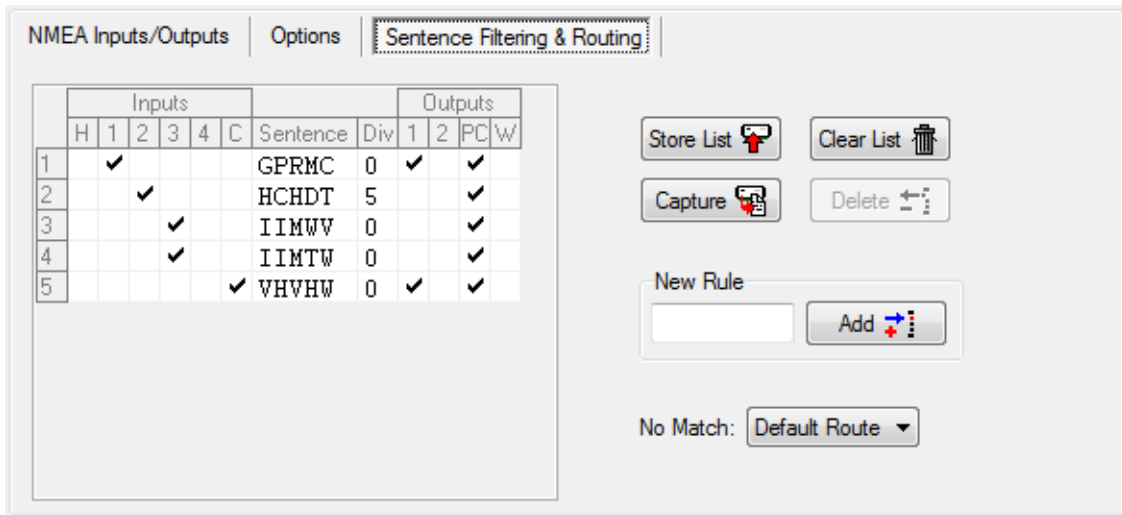 NMEA Inputs/Outputs Options Sentence Filtering & Routing
Inputs Outputs
H 1 2 3 4 C Sentence Div 1 2 PC W
1 ✔ GPRMC 0 ✔ ✔
2 ✔ HCHDT 5 ✔
3 ✔ IIMWV 0 ✔
4 ✔ IIMTW 0 ✔
5 ✔ VHVHW 0 ✔ ✔
Store List Clear List
Capture Delete
New Rule
Add
No Match: Default Route